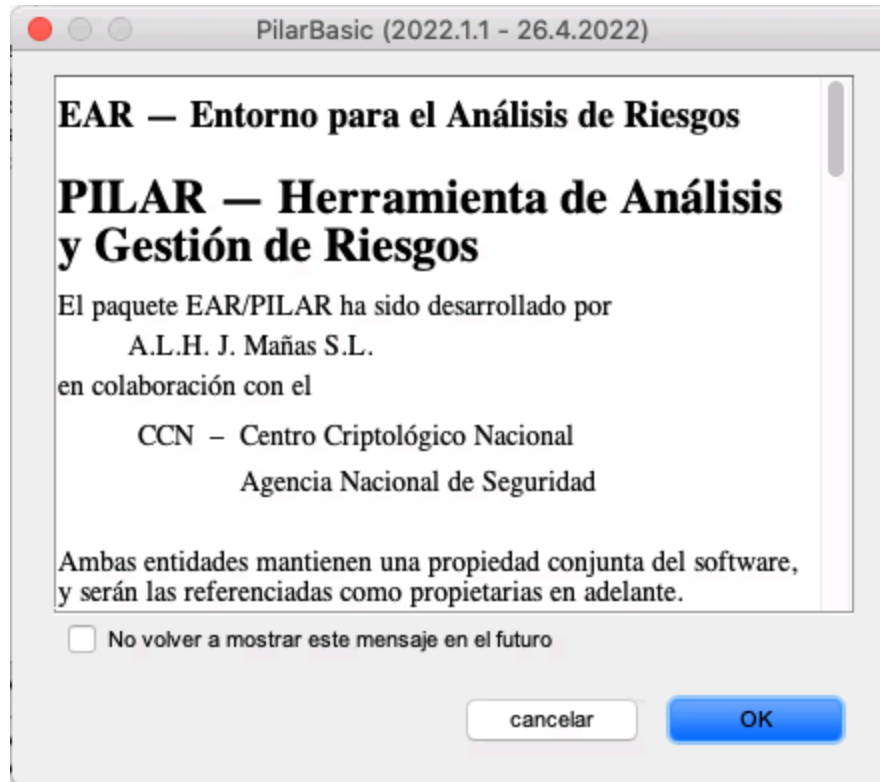 PilarBasic (2022.1.1 - 26.4.2022)
EAR — Entorno para el Análisis de Riesgos
PILAR — Herramienta de Análisis
y Gestión de Riesgos
El paquete EAR/PILAR ha sido desarrollado por
A.L.H. J. Mañas S.L.
en colaboración con el
CCN – Centro Criptológico Nacional
Agencia Nacional de Seguridad
Ambas entidades mantienen una propiedad conjunta del software,
y serán las referenciadas como propietarias en adelante.
No volver a mostrar este mensaje en el futuro
cancelar OK